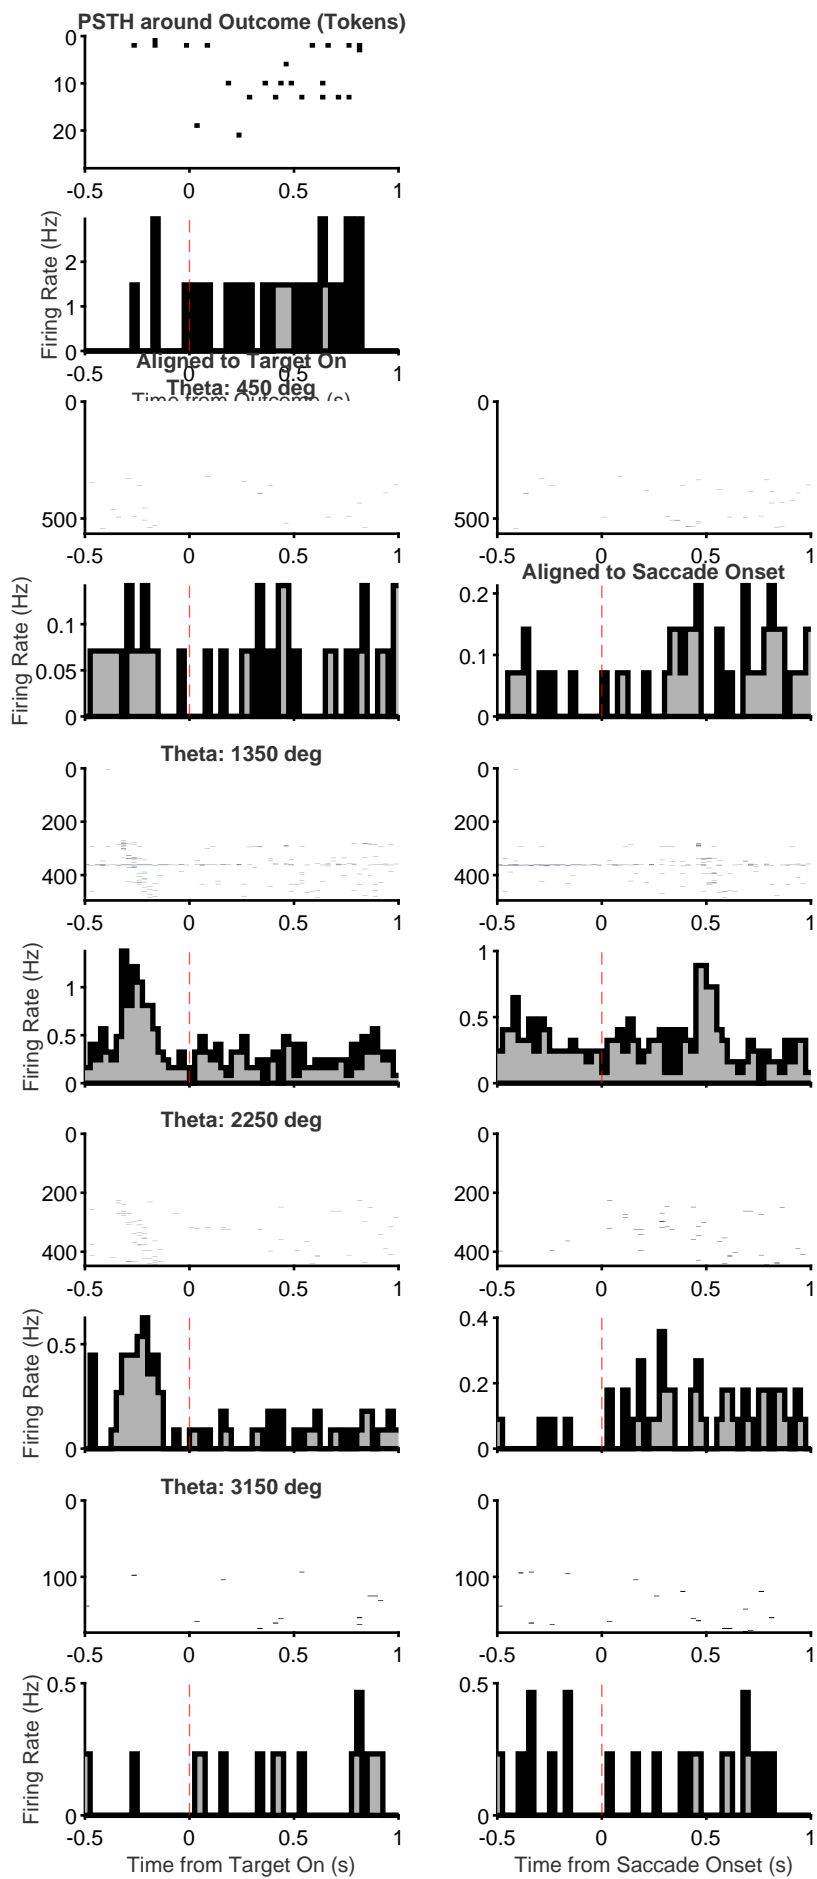 PSTH around Outcome (Tokens)
0
10
20
-0.5 0 0.5 1
Firing Rate (Hz)
2
1
0
-0.5 0 0.5 1
Time from Outcome (s)
Aligned to Target On
Theta: 450 deg
0
500
-0.5 0 0.5 1
0
500
-0.5 0 0.5 1
Firing Rate (Hz)
0.1
0.05
0
Aligned to Saccade Onset
0.2
0.1
0
Theta: 1350 deg
0
200
400
-0.5 0 0.5 1
0
200
400
-0.5 0 0.5 1
Firing Rate (Hz)
1
0.5
0
1
0.5
0
Theta: 2250 deg
0
200
400
-0.5 0 0.5 1
0
200
400
-0.5 0 0.5 1
Firing Rate (Hz)
0.5
0
0.4
0.2
0
Theta: 3150 deg
0
100
-0.5 0 0.5 1
0
100
-0.5 0 0.5 1
Firing Rate (Hz)
0.5
0
-0.5 0 0.5 1
Time from Target On (s)
0.5
0
-0.5 0 0.5 1
Time from Saccade Onset (s)